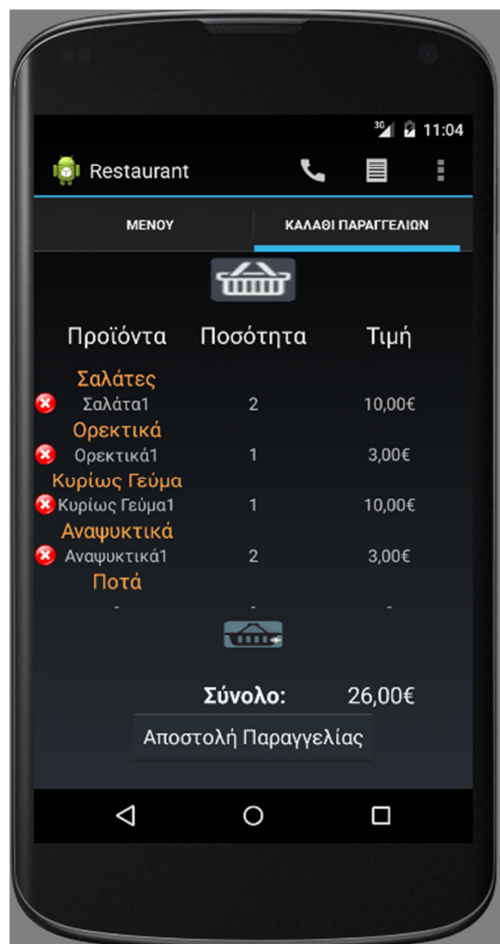 3G 11:04
Restaurant
ΜΕΝΟΥ ΚΑΛΑΘΙ ΠΑΡΑΓΓΕΛΙΩΝ
Προϊόντα Ποσότητα Τιμή
Σαλάτες
Σαλάτα1 2 10,00€
Ορεκτικά
Ορεκτικά1 1 3,00€
Κυρίως Γεύμα
Κυρίως Γεύμα1 1 10,00€
Αναψυκτικά
Αναψυκτικά1 2 3,00€
Ποτά
- - -
Σύνολο: 26,00€
Αποστολή Παραγγελίας